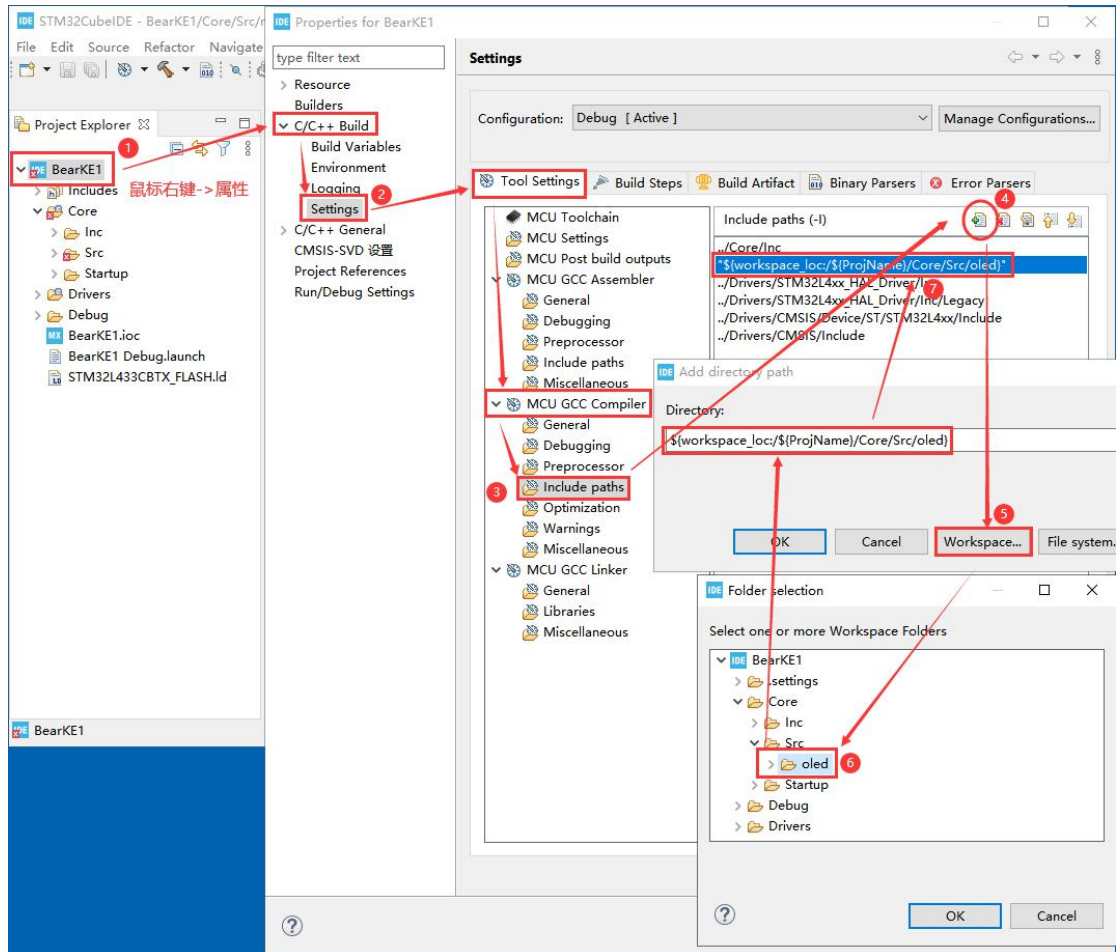 IDE STM32CubeIDE - BearKE1/Core/Src/
File Edit Source Refactor Navigate
Project Explorer
1
BearKE1
Includes 鼠标右键->属性
Core
Inc
Src
Startup
Drivers
Debug
MX BearKE1.ioc
BearKE1 Debug.launch
STM32L433CBTX_FLASH.ld
BearKE1
IDE Properties for BearKE1
type filter text
Resource
Builders
C/C++ Build
Build Variables
Environment
Logging
2
Settings
C/C++ General
CMSIS-SVD 设置
Project References
Run/Debug Settings
Settings
Configuration: Debug [ Active ] Manage Configurations...
Tool Settings Build Steps Build Artifact Binary Parsers Error Parsers
4
MCU Toolchain
MCU Settings
MCU Post build outputs
MCU GCC Assembler
General
Debugging
Preprocessor
Include paths
Miscellaneous
MCU GCC Compiler
General
Debugging
Preprocessor
3 Include paths
Optimization
Warnings
Miscellaneous
MCU GCC Linker
General
Libraries
Miscellaneous
Include paths (-I)
../Core/Inc
"${workspace_loc:/${ProjName}/Core/Src/oled}"
../Drivers/STM32L4xx_HAL_Driver/Inc
7
../Drivers/STM32L4xx_HAL_Driver/Inc/Legacy
../Drivers/CMSIS/Device/ST/STM32L4xx/Include
../Drivers/CMSIS/Include
IDE Add directory path
Directory:
${workspace_loc:/${ProjName}/Core/Src/oled}
5
OK Cancel Workspace... File system.
IDE Folder selection
Select one or more Workspace Folders
IDE BearKE1
.settings
Core
Inc
Src
oled 6
Startup
Debug
Drivers
OK Cancel